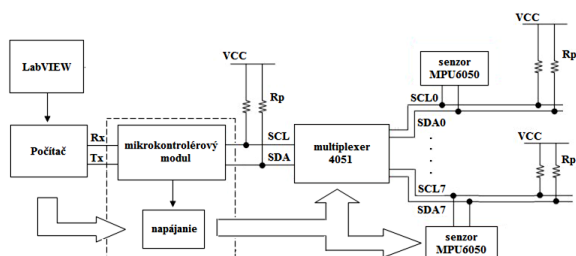 LabVIEW
Počítač
Rx
Tx
mikrokontrolérový
modul
napájanie
VCC
Rp
SCL
SDA
multiplexer
4051
senzor
MPU6050
SCL0
SDA0
VCC
Rp
VCC
Rp
SCL7
SDA7
senzor
MPU6050